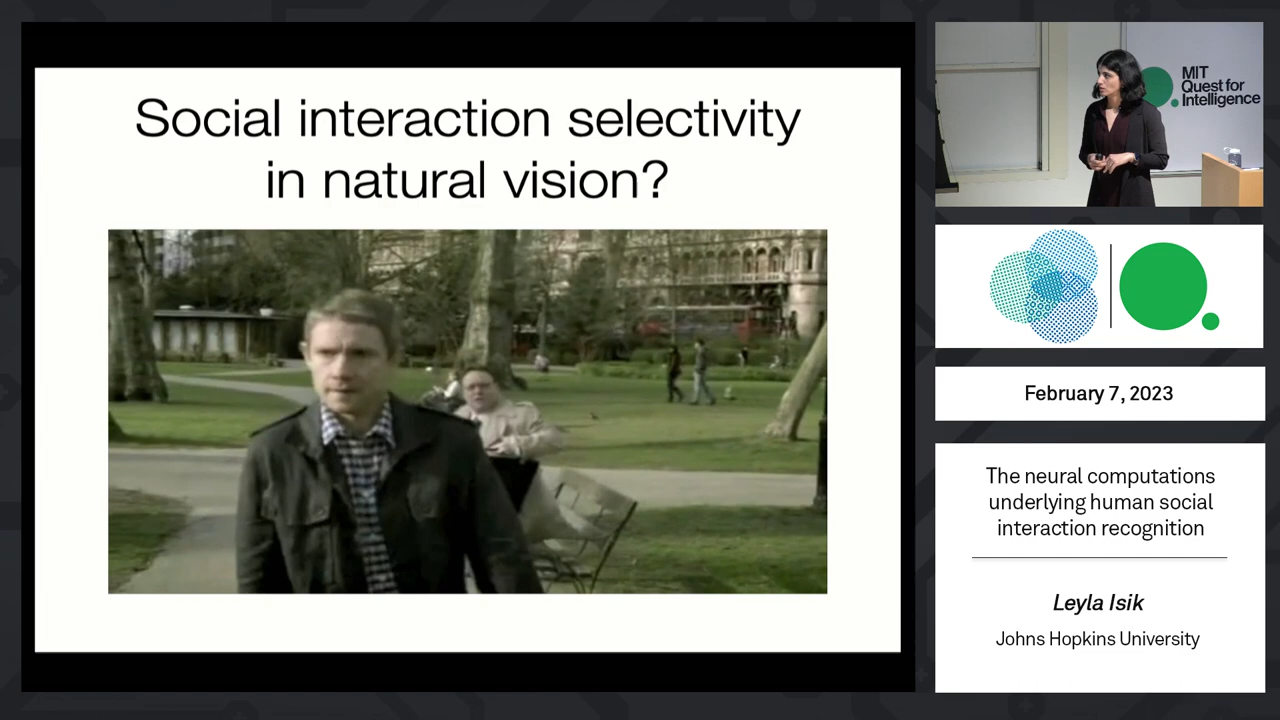 Social interaction selectivity
in natural vision?
MIT
Quest for
Intelligence
February 7, 2023
The neural computations
underlying human social
interaction recognition
Leyla Isik
Johns Hopkins University